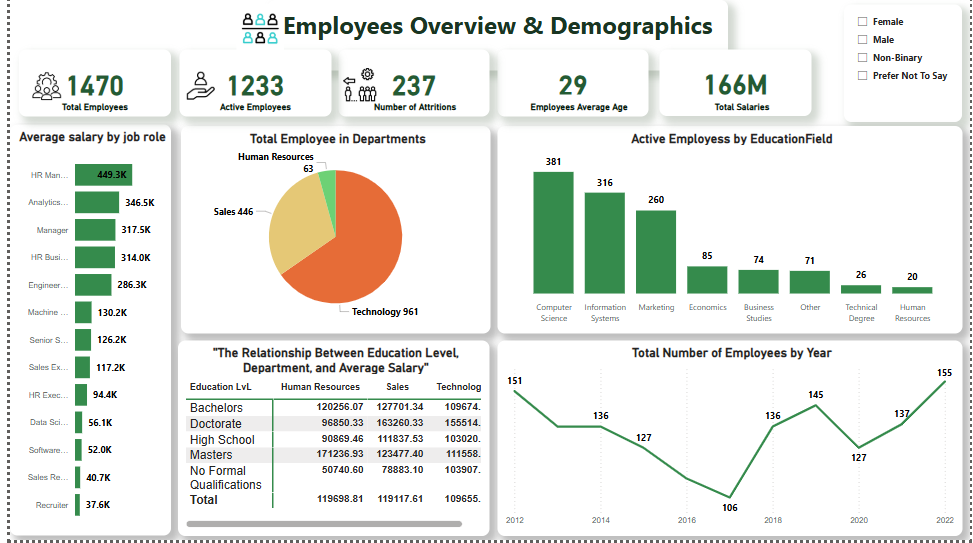 Employees Overview & Demographics
Female
Male
Non-Binary
Prefer Not To Say
1470
Total Employees
1233
Active Employees
237
Number of Attritions
29
Employees Average Age
166M
Total Salaries
Average salary by job role
HR Man... 449.3K
Analytics... 346.5K
Manager 317.5K
HR Busi... 314.0K
Engineer... 286.3K
Machine ... 130.2K
Senior S... 126.2K
Sales Ex... 117.2K
HR Exec... 94.4K
Data Sci... 56.1K
Software... 52.0K
Sales Re... 40.7K
Recruiter 37.6K
Total Employee in Departments
Human Resources
63
Sales 446
Technology 961
Active Employess by EducationField
381
316
260
85
74
71
26
20
Computer Science
Information Systems
Marketing
Economics
Business Studies
Other
Technical Degree
Human Resources
"The Relationship Between Education Level,
Department, and Average Salary"
Education LvL Human Resources Sales Technolog
Bachelors 120256.07 127701.34 109674.
Doctorate 96850.33 163260.33 155514.
High School 90869.46 111837.53 103020.
Masters 171236.93 123477.40 111558.
No Formal 50740.60 78883.10 103907.
Qualifications
Total 119698.81 119117.61 109655.
Total Number of Employees by Year
151
136
127
106
136
145
127
137
155
2012 2014 2016 2018 2020 2022